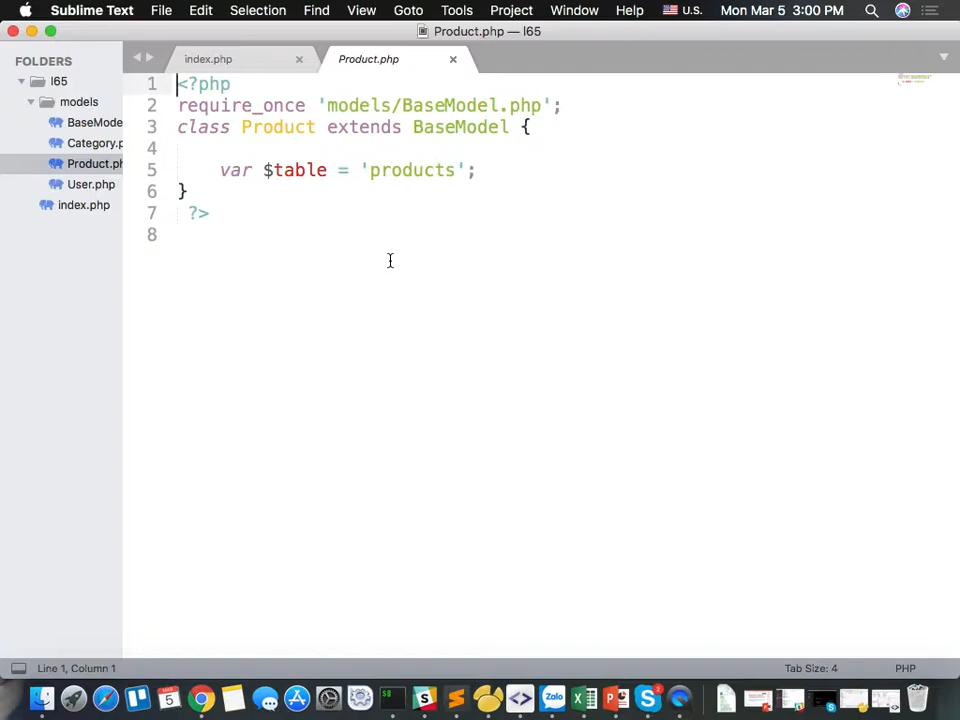 Sublime Text File Edit Selection Find View Goto Tools Project Window Help U.S. Mon Mar 5 3:00 PM
Product.php — l65
FOLDERS
l65
models
BaseMode
Category.p
Product.ph
User.php
index.php
index.php
Product.php
1 <?php
2 require_once 'models/BaseModel.php';
3 class Product extends BaseModel {
4
5 var $table = 'products';
6 }
7 ?>
8
Line 1, Column 1
Tab Size: 4
PHP
5
Zalo